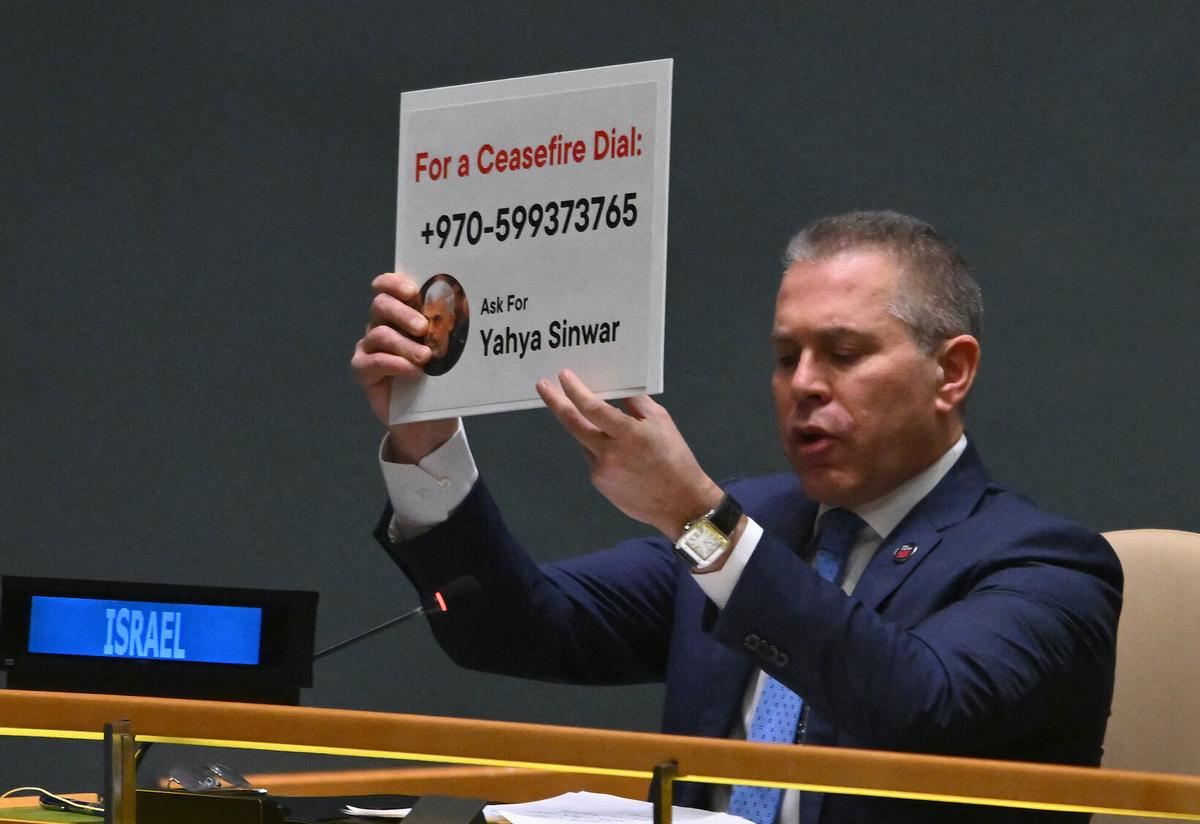 For a Ceasefire Dial:
+970-599373765
Ask For
Yahya Sinwar
ISRAEL